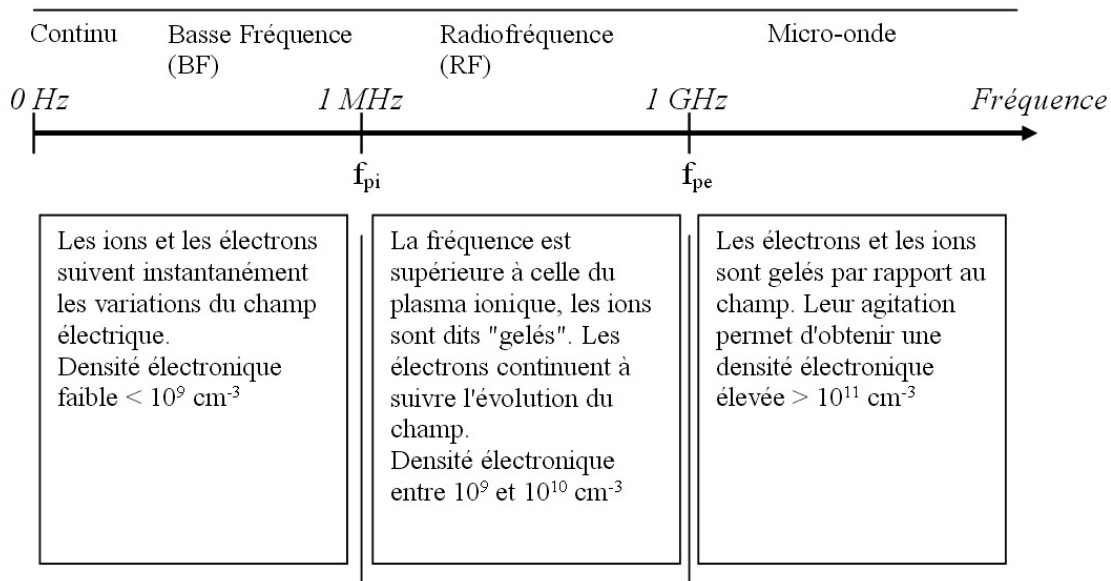 Continu
Basse Fréquence
(BF)
Radiofréquence
(RF)
Micro-onde
0 Hz
1 MHz
1 GHz
Fréquence
f_pi
f_pe
Les ions et les électrons
suivent instantanément
les variations du champ
électrique.
Densité électronique
faible < 10⁹ cm⁻³
La fréquence est
supérieure à celle du
plasma ionique, les ions
sont dits "gelés". Les
électrons continuent à
suivre l'évolution du
champ.
Densité électronique
entre 10⁹ et 10¹⁰ cm⁻³
Les électrons et les ions
sont gelés par rapport au
champ. Leur agitation
permet d'obtenir une
densité électronique
élevée > 10¹¹ cm⁻³